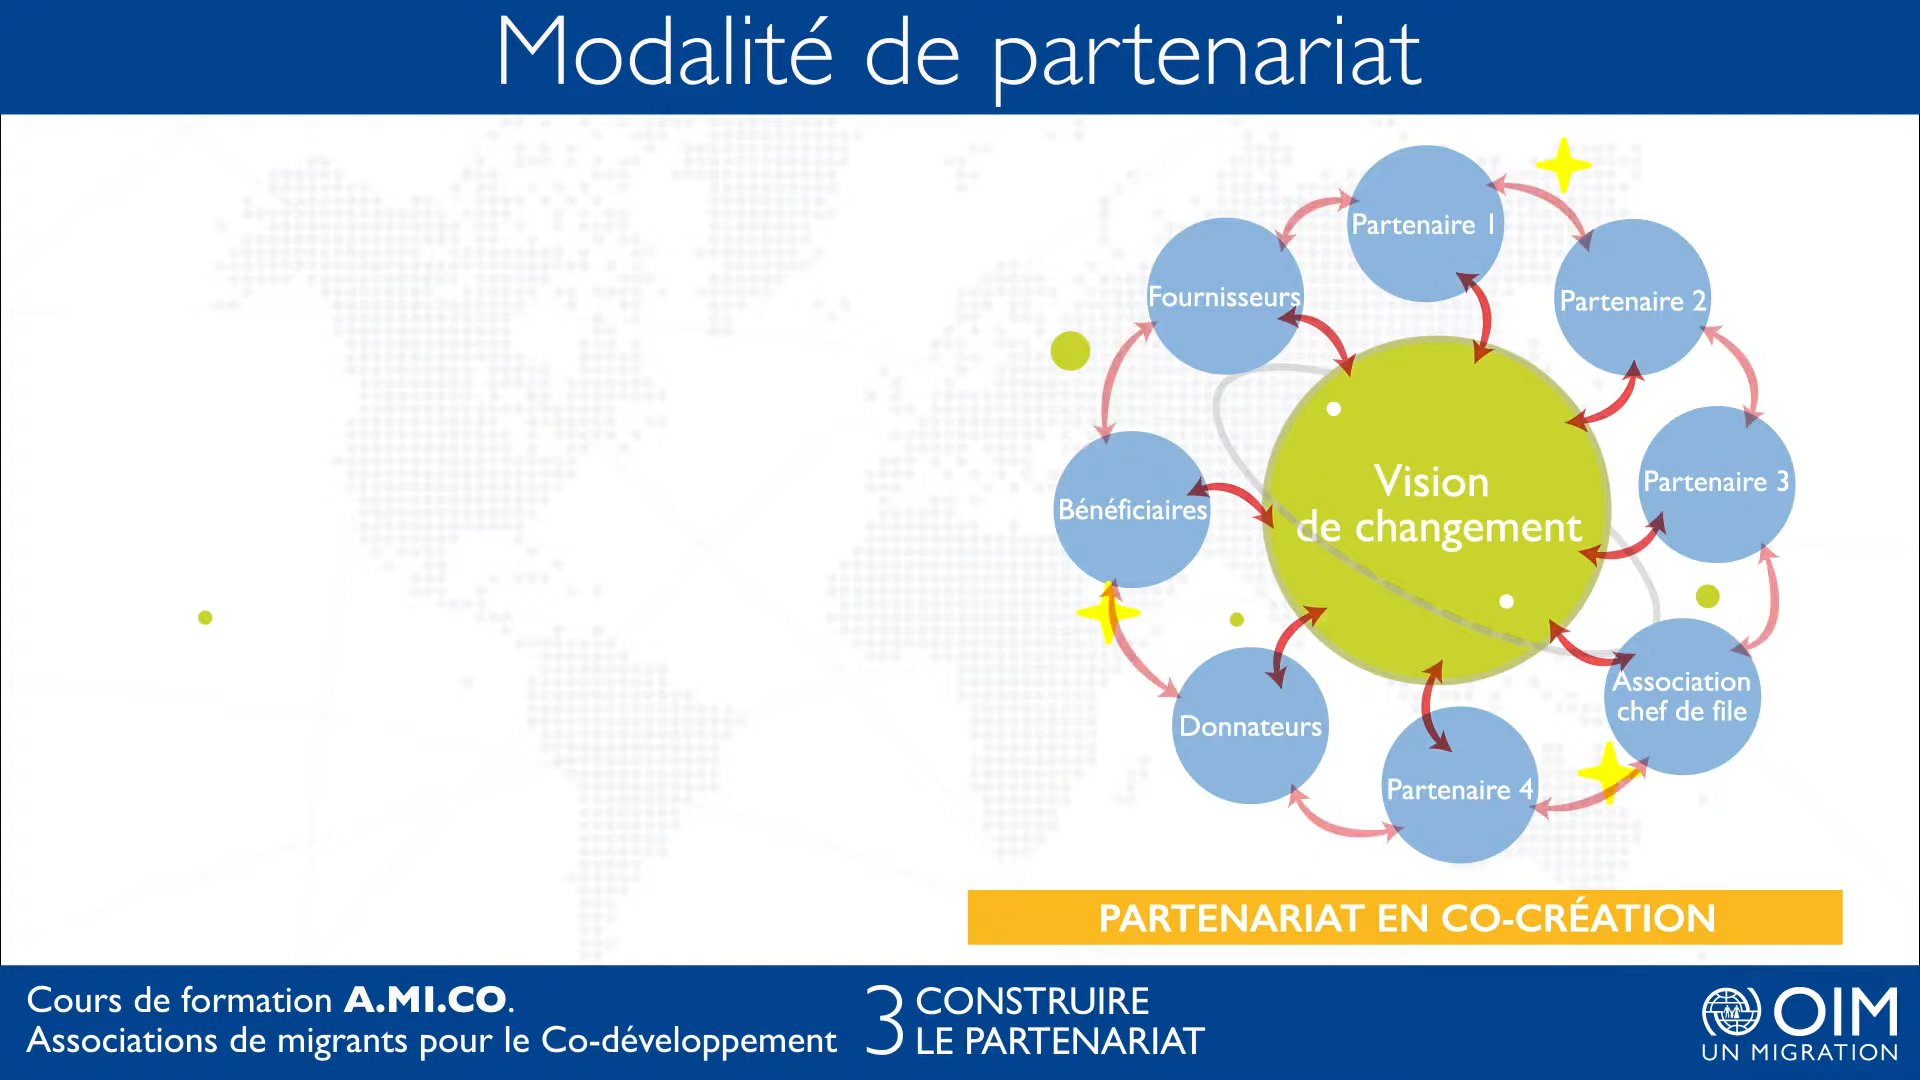 Modalité de partenariat
Partenaire 1
Fournisseurs
Partenaire 2
Vision
de changement
Partenaire 3
Bénéficiaires
Association
chef de file
Donnateurs
Partenaire 4
PARTENARIAT EN CO-CRÉATION
Cours de formation A.MI.CO.
Associations de migrants pour le Co-développement
3 CONSTRUIRE
LE PARTENARIAT
OIM
UN MIGRATION